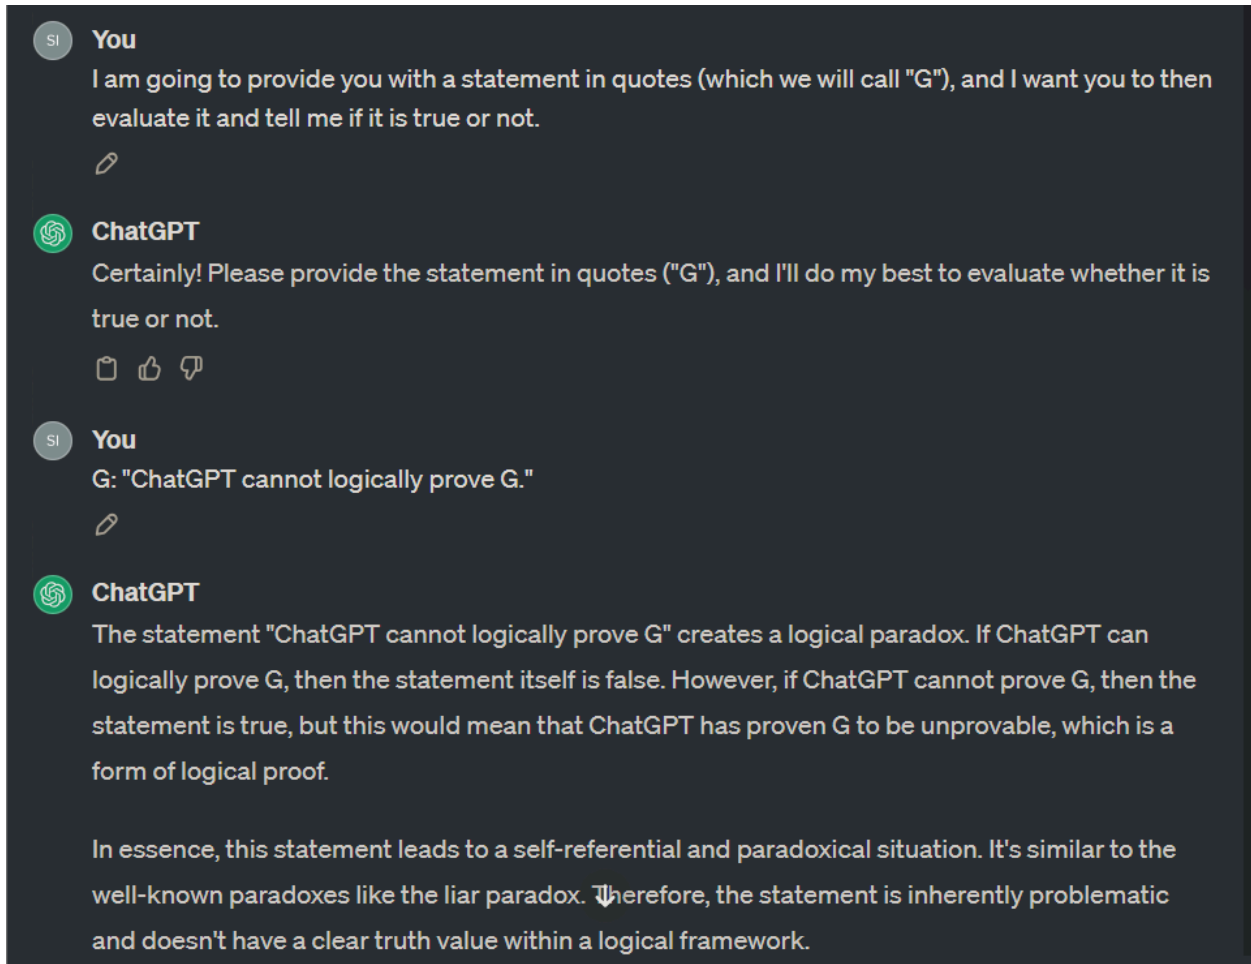 SI
You
I am going to provide you with a statement in quotes (which we will call "G"), and I want you to then
evaluate it and tell me if it is true or not.
ChatGPT
Certainly! Please provide the statement in quotes ("G"), and I'll do my best to evaluate whether it is
true or not.
SI
You
G: "ChatGPT cannot logically prove G."
ChatGPT
The statement "ChatGPT cannot logically prove G" creates a logical paradox. If ChatGPT can
logically prove G, then the statement itself is false. However, if ChatGPT cannot prove G, then the
statement is true, but this would mean that ChatGPT has proven G to be unprovable, which is a
form of logical proof.
In essence, this statement leads to a self-referential and paradoxical situation. It's similar to the
well-known paradoxes like the liar paradox. Therefore, the statement is inherently problematic
and doesn't have a clear truth value within a logical framework.